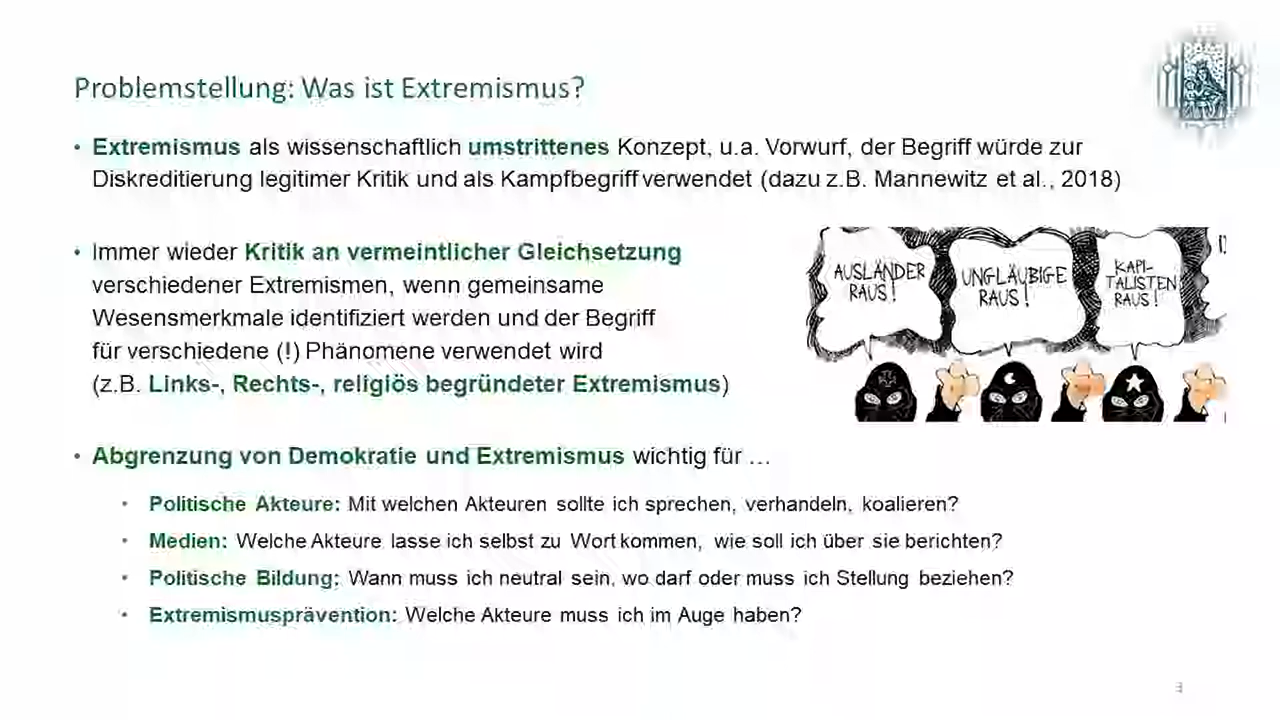 Problemstellung: Was ist Extremismus?
• Extremismus als wissenschaftlich umstrittenes Konzept, u.a. Vorwurf, der Begriff würde zur
Diskreditierung legitimer Kritik und als Kampfbegriff verwendet (dazu z.B. Mannewitz et al., 2018)
• Immer wieder Kritik an vermeintlicher Gleichsetzung
verschiedener Extremismen, wenn gemeinsame
Wesensmerkmale identifiziert werden und der Begriff
für verschiedene (!) Phänomene verwendet wird
(z.B. Links-, Rechts-, religiös begründeter Extremismus)
AUSLÄNDER
RAUS!
UNGLÄUBIGE
RAUS!
KAPI-
TALISTEN
RAUS!
• Abgrenzung von Demokratie und Extremismus wichtig für …
• Politische Akteure: Mit welchen Akteuren sollte ich sprechen, verhandeln, koalieren?
• Medien: Welche Akteure lasse ich selbst zu Wort kommen, wie soll ich über sie berichten?
• Politische Bildung: Wann muss ich neutral sein, wo darf oder muss ich Stellung beziehen?
• Extremismusprävention: Welche Akteure muss ich im Auge haben?
3